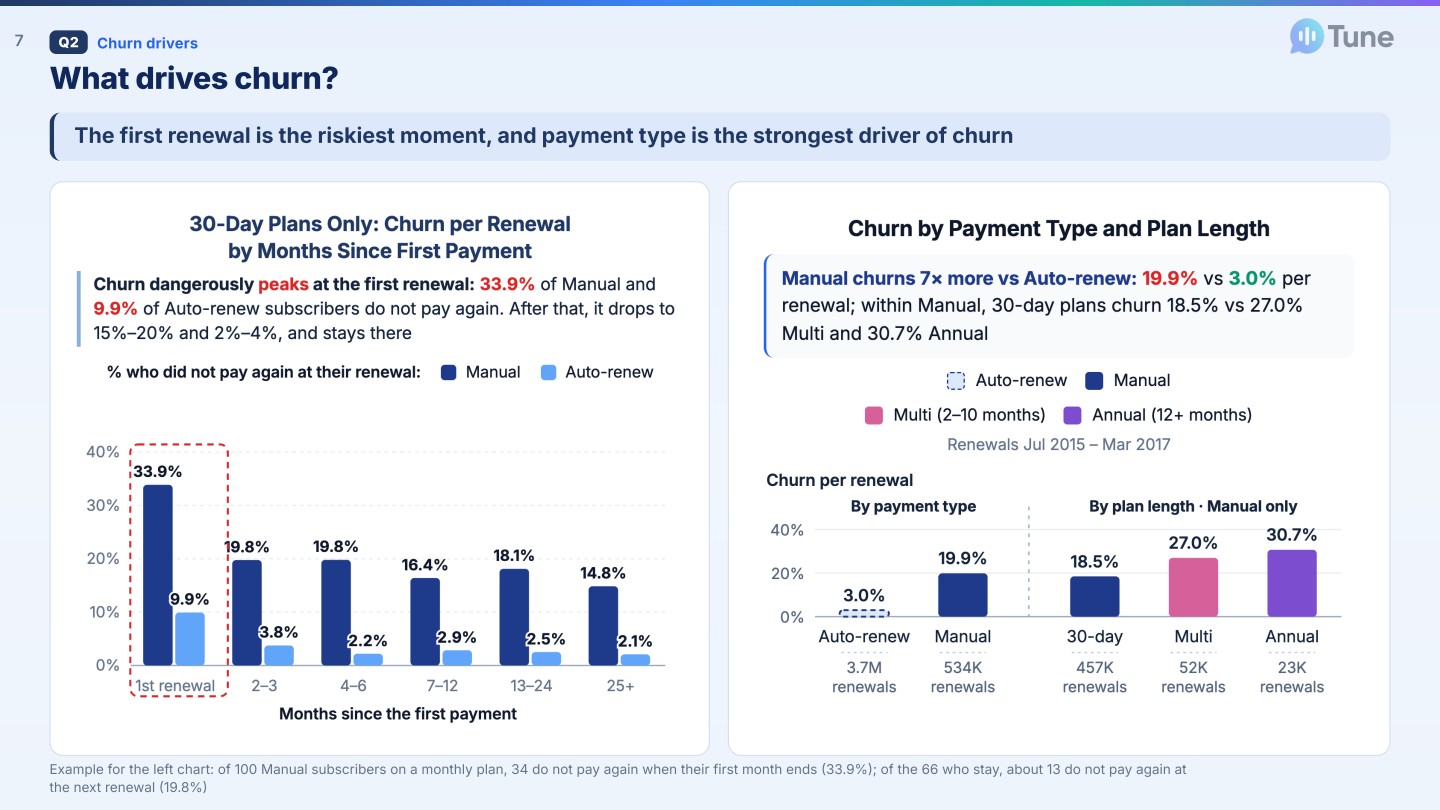 7
Q2 Churn drivers
Tune
What drives churn?
The first renewal is the riskiest moment, and payment type is the strongest driver of churn
30-Day Plans Only: Churn per Renewal
by Months Since First Payment
Churn dangerously peaks at the first renewal: 33.9% of Manual and
9.9% of Auto-renew subscribers do not pay again. After that, it drops to
15%–20% and 2%–4%, and stays there
% who did not pay again at their renewal: Manual Auto-renew
40%
30%
20%
10%
0%
33.9%
9.9%
19.8%
3.8%
19.8%
2.2%
16.4%
2.9%
18.1%
2.5%
14.8%
2.1%
1st renewal 2–3 4–6 7–12 13–24 25+
Months since the first payment
Churn by Payment Type and Plan Length
Manual churns 7× more vs Auto-renew: 19.9% vs 3.0% per
renewal; within Manual, 30-day plans churn 18.5% vs 27.0%
Multi and 30.7% Annual
Auto-renew Manual
Multi (2–10 months) Annual (12+ months)
Renewals Jul 2015 – Mar 2017
Churn per renewal
By payment type By plan length · Manual only
40%
20%
0%
3.0%
19.9%
18.5%
27.0%
30.7%
Auto-renew Manual 30-day Multi Annual
3.7M 534K 457K 52K 23K
renewals renewals renewals renewals renewals
Example for the left chart: of 100 Manual subscribers on a monthly plan, 34 do not pay again when their first month ends (33.9%); of the 66 who stay, about 13 do not pay again at
the next renewal (19.8%)